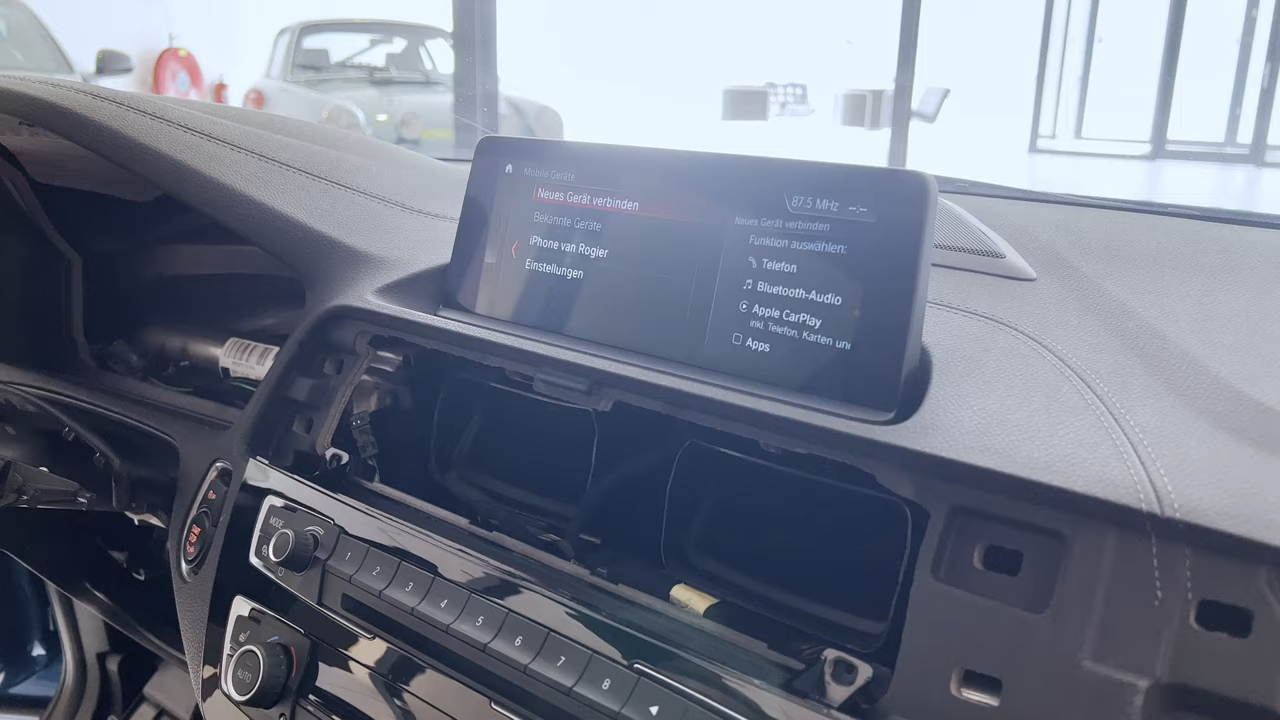 Mobile Geräte
Neues Gerät verbinden
Bekannte Geräte
iPhone van Rogier
Einstellungen
87.5 MHz --:--
Neues Gerät verbinden
Funktion auswählen:
Telefon
Bluetooth-Audio
Apple CarPlay
inkl. Telefon, Karten und
Apps
MODE
1
2
3
4
5
6
7
8
AUTO